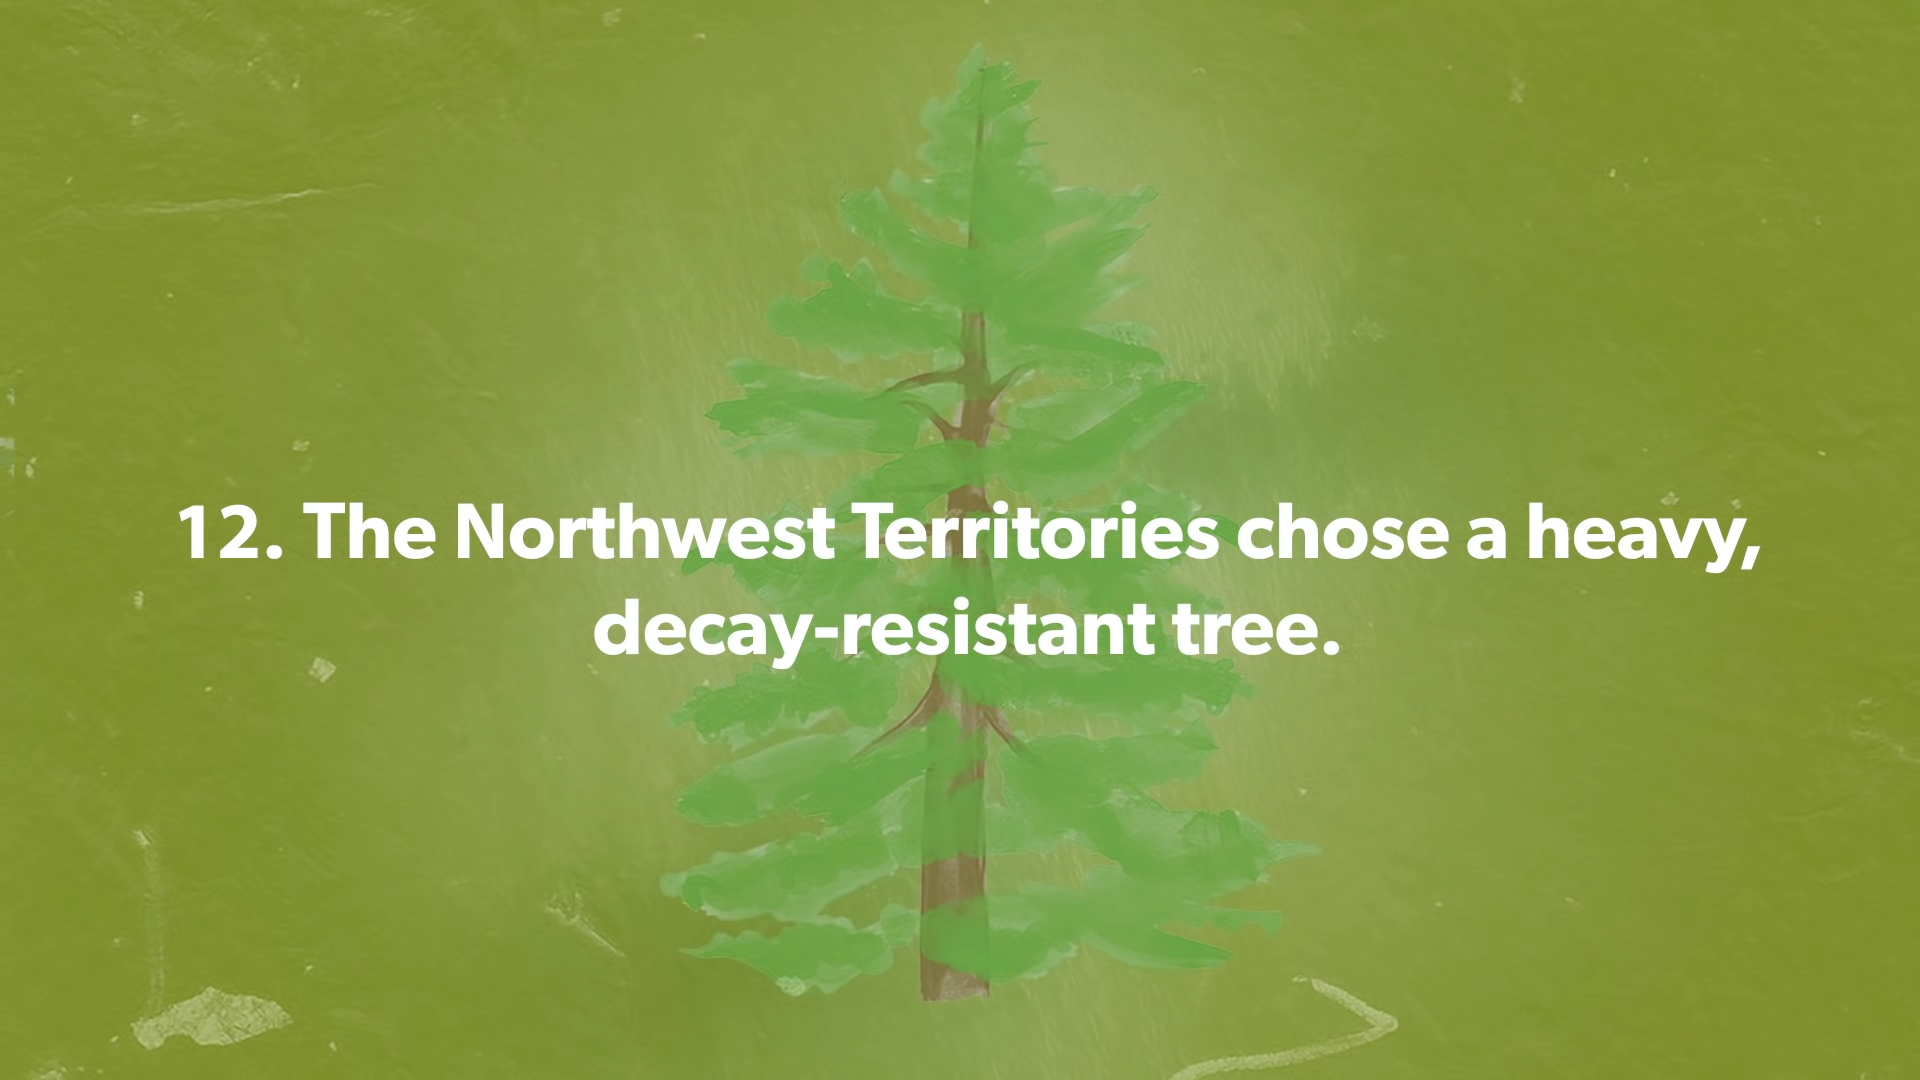 12. The Northwest Territories chose a heavy,
decay-resistant tree.